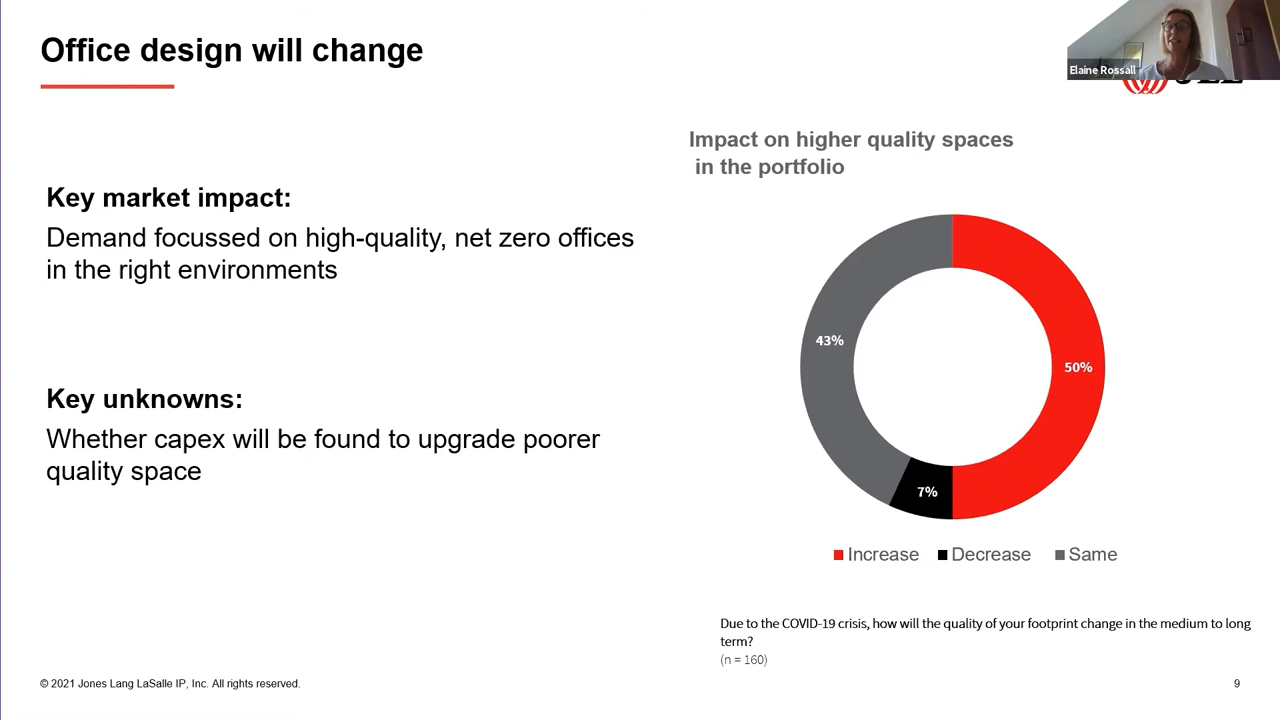 Office design will change
Elaine Rossall
Key market impact:
Demand focussed on high-quality, net zero offices
in the right environments
Key unknowns:
Whether capex will be found to upgrade poorer
quality space
Impact on higher quality spaces
in the portfolio
43%
50%
7%
Increase Decrease Same
Due to the COVID-19 crisis, how will the quality of your footprint change in the medium to long
term?
(n = 160)
© 2021 Jones Lang LaSalle IP, Inc. All rights reserved.
9